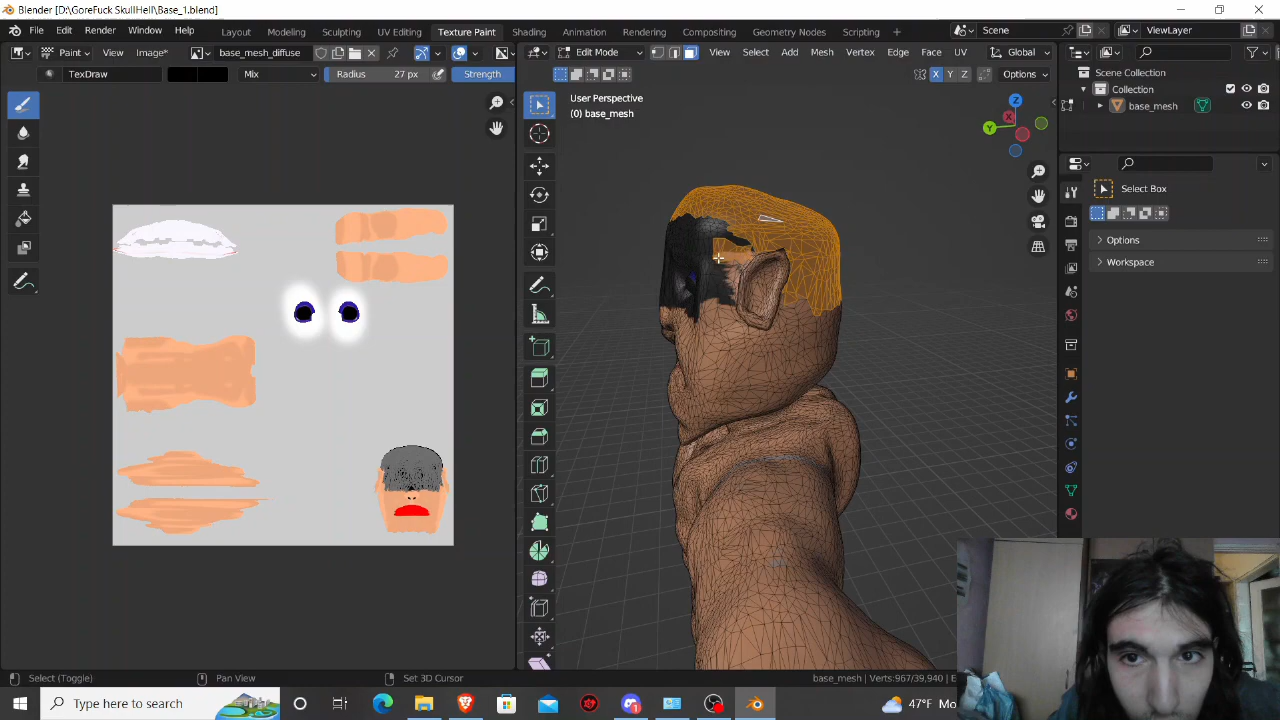 Blender [D:\GoreFuck SkullHell\Base_1.blend]
File Edit Render Window Help Layout Modeling Sculpting UV Editing Texture Paint Shading Animation Rendering Compositing Geometry Nodes Scripting + Scene ViewLayer
Paint View Image* base_mesh_diffuse Edit Mode View Select Add Mesh Vertex Edge Face UV Global
TexDraw Mix Radius 27 px Strength X Y Z Options
User Perspective
(0) base_mesh
Z
Y
X
Scene Collection
Collection
base_mesh
Select Box
Options
Workspace
Select (Toggle) Pan View Set 3D Cursor base_mesh | Verts:967/39,940 | E
Type here to search 1 47°F Mo